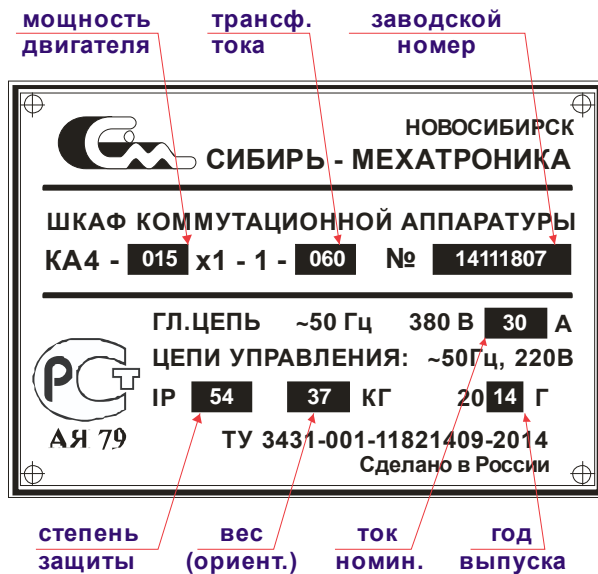 мощность двигателя
трансф. тока
заводской номер
НОВОСИБИРСК
СИБИРЬ - МЕХАТРОНИКА
ШКАФ КОММУТАЦИОННОЙ АППАРАТУРЫ
КА4 - 015 х1 - 1 - 060 № 14111807
ГЛ.ЦЕПЬ ~50 Гц 380 В 30 А
ЦЕПИ УПРАВЛЕНИЯ: ~50Гц, 220В
IP 54 37 КГ 2014 Г
РСТ
АЯ 79
ТУ 3431-001-11821409-2014
Сделано в России
степень защиты
вес (ориент.)
ток номин.
год выпуска